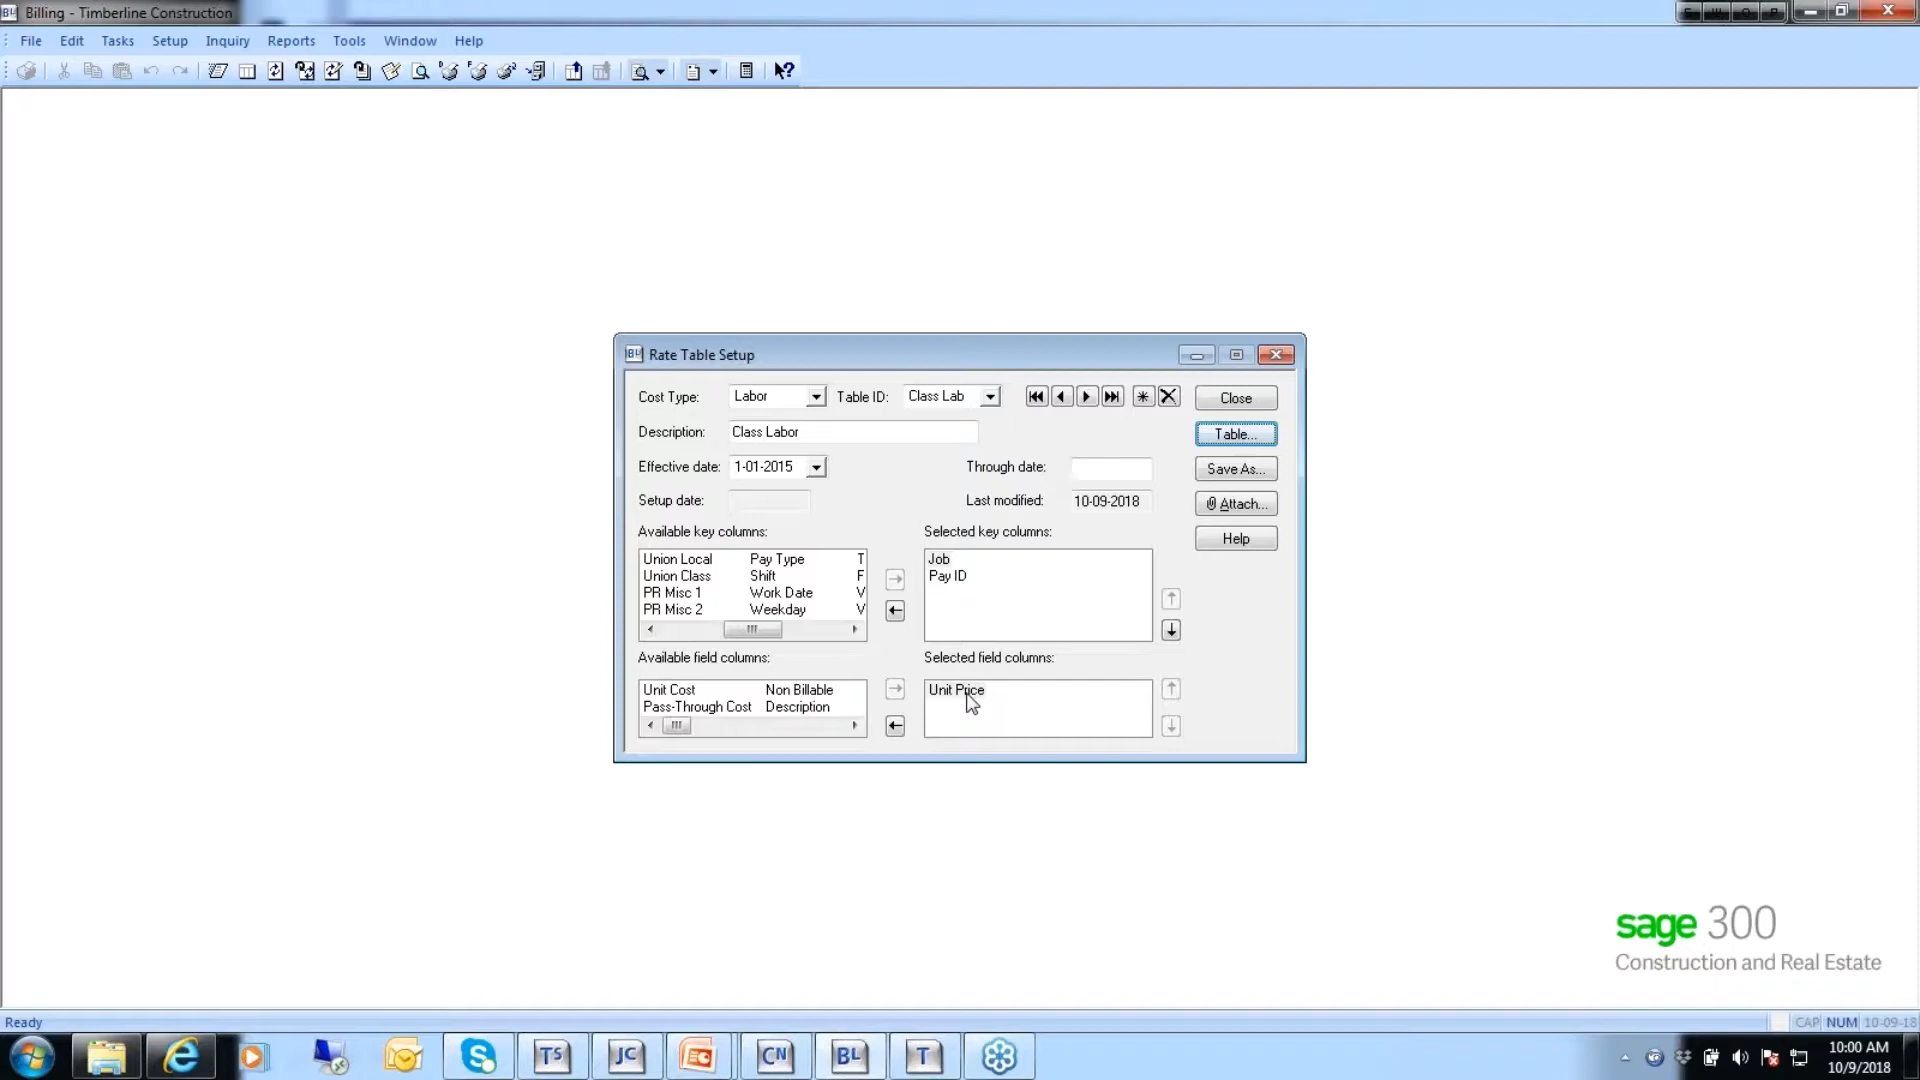 Billing - Timberline Construction
File Edit Tasks Setup Inquiry Reports Tools Window Help
Rate Table Setup
Cost Type: Labor Table ID: Class Lab Close
Table...
Description: Class Labor
Effective date: 1-01-2015 Through date: Save As...
Setup date: Last modified: 10-09-2018 Attach...
Available key columns: Selected key columns:
Help
Union Local Pay Type T Job
Union Class Shift F Pay ID
PR Misc 1 Work Date V
PR Misc 2 Weekday V
Available field columns: Selected field columns:
Unit Cost Non Billable Unit Price
Pass-Through Cost Description
sage 300
Construction and Real Estate
Ready CAP NUM 10-09-18
TS JC CN BL T
10:00 AM
10/9/2018